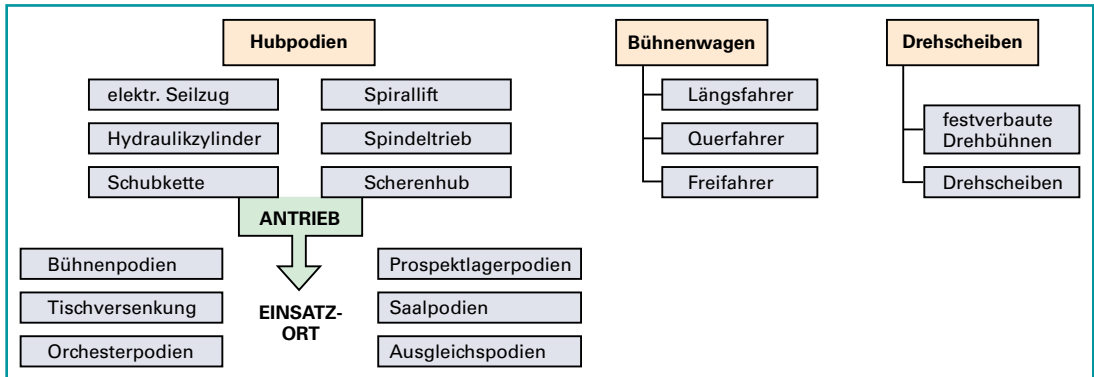 Hubpodien
elektr. Seilzug
Spirallift
Hydraulikzylinder
Spindeltrieb
Schubkette
Scherenhub
ANTRIEB
EINSATZ-
ORT
Bühnenpodien
Prospektlagerpodien
Tischversenkung
Saalpodien
Orchesterpodien
Ausgleichspodien
Bühnenwagen
Längsfahrer
Querfahrer
Freifahrer
Drehscheiben
festverbaute
Drehbühnen
Drehscheiben